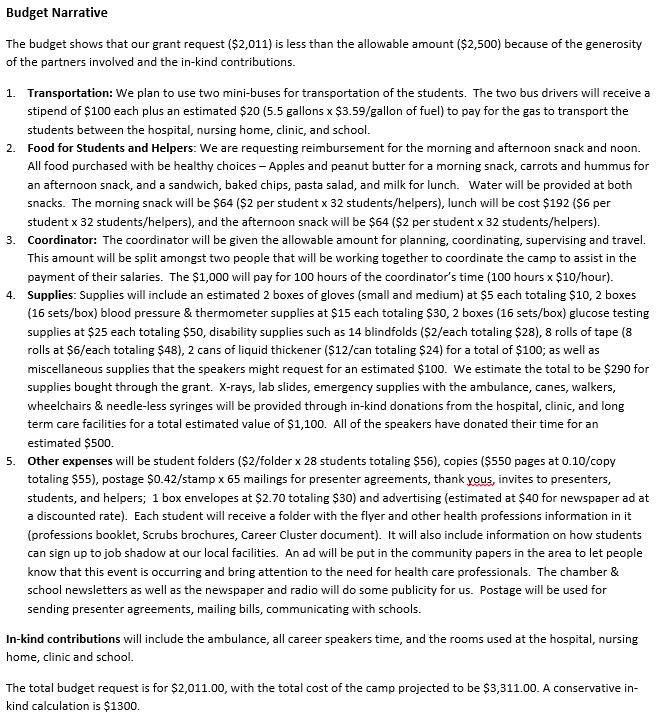 Budget Narrative
The budget shows that our grant request ($2,011) is less than the allowable amount ($2,500) because of the generosity
of the partners involved and the in-kind contributions.
1. Transportation: We plan to use two mini-buses for transportation of the students. The two bus drivers will receive a
stipend of $100 each plus an estimated $20 (5.5 gallons x $3.59/gallon of fuel) to pay for the gas to transport the
students between the hospital, nursing home, clinic, and school.
2. Food for Students and Helpers: We are requesting reimbursement for the morning and afternoon snack and noon.
All food purchased with be healthy choices – Apples and peanut butter for a morning snack, carrots and hummus for
an afternoon snack, and a sandwich, baked chips, pasta salad, and milk for lunch. Water will be provided at both
snacks. The morning snack will be $64 ($2 per student x 32 students/helpers), lunch will be cost $192 ($6 per
student x 32 students/helpers), and the afternoon snack will be $64 ($2 per student x 32 students/helpers).
3. Coordinator: The coordinator will be given the allowable amount for planning, coordinating, supervising and travel.
This amount will be split amongst two people that will be working together to coordinate the camp to assist in the
payment of their salaries. The $1,000 will pay for 100 hours of the coordinator's time (100 hours x $10/hour).
4. Supplies: Supplies will include an estimated 2 boxes of gloves (small and medium) at $5 each totaling $10, 2 boxes
(16 sets/box) blood pressure & thermometer supplies at $15 each totaling $30, 2 boxes (16 sets/box) glucose testing
supplies at $25 each totaling $50, disability supplies such as 14 blindfolds ($2/each totaling $28), 8 rolls of tape (8
rolls at $6/each totaling $48), 2 cans of liquid thickener ($12/can totaling $24) for a total of $100; as well as
miscellaneous supplies that the speakers might request for an estimated $100. We estimate the total to be $290 for
supplies bought through the grant. X-rays, lab slides, emergency supplies with the ambulance, canes, walkers,
wheelchairs & needle-less syringes will be provided through in-kind donations from the hospital, clinic, and long
term care facilities for a total estimated value of $1,100. All of the speakers have donated their time for an
estimated $500.
5. Other expenses will be student folders ($2/folder x 28 students totaling $56), copies ($550 pages at 0.10/copy
totaling $55), postage $0.42/stamp x 65 mailings for presenter agreements, thank yous, invites to presenters,
students, and helpers; 1 box envelopes at $2.70 totaling $30) and advertising (estimated at $40 for newspaper ad at
a discounted rate). Each student will receive a folder with the flyer and other health professions information in it
(professions booklet, Scrubs brochures, Career Cluster document). It will also include information on how students
can sign up to job shadow at our local facilities. An ad will be put in the community papers in the area to let people
know that this event is occurring and bring attention to the need for health care professionals. The chamber &
school newsletters as well as the newspaper and radio will do some publicity for us. Postage will be used for
sending presenter agreements, mailing bills, communicating with schools.
In-kind contributions will include the ambulance, all career speakers time, and the rooms used at the hospital, nursing
home, clinic and school.
The total budget request is for $2,011.00, with the total cost of the camp projected to be $3,311.00. A conservative in-
kind calculation is $1300.